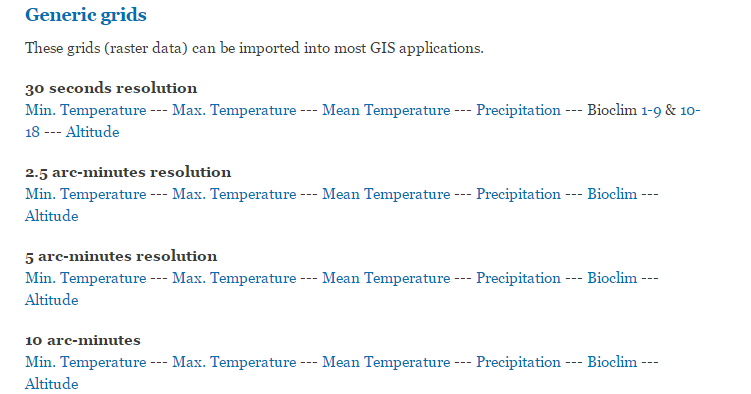 Generic grids
These grids (raster data) can be imported into most GIS applications.
30 seconds resolution
Min. Temperature --- Max. Temperature --- Mean Temperature --- Precipitation --- Bioclim 1-9 & 10-
18 --- Altitude
2.5 arc-minutes resolution
Min. Temperature --- Max. Temperature --- Mean Temperature --- Precipitation --- Bioclim ---
Altitude
5 arc-minutes resolution
Min. Temperature --- Max. Temperature --- Mean Temperature --- Precipitation --- Bioclim ---
Altitude
10 arc-minutes
Min. Temperature --- Max. Temperature --- Mean Temperature --- Precipitation --- Bioclim ---
Altitude